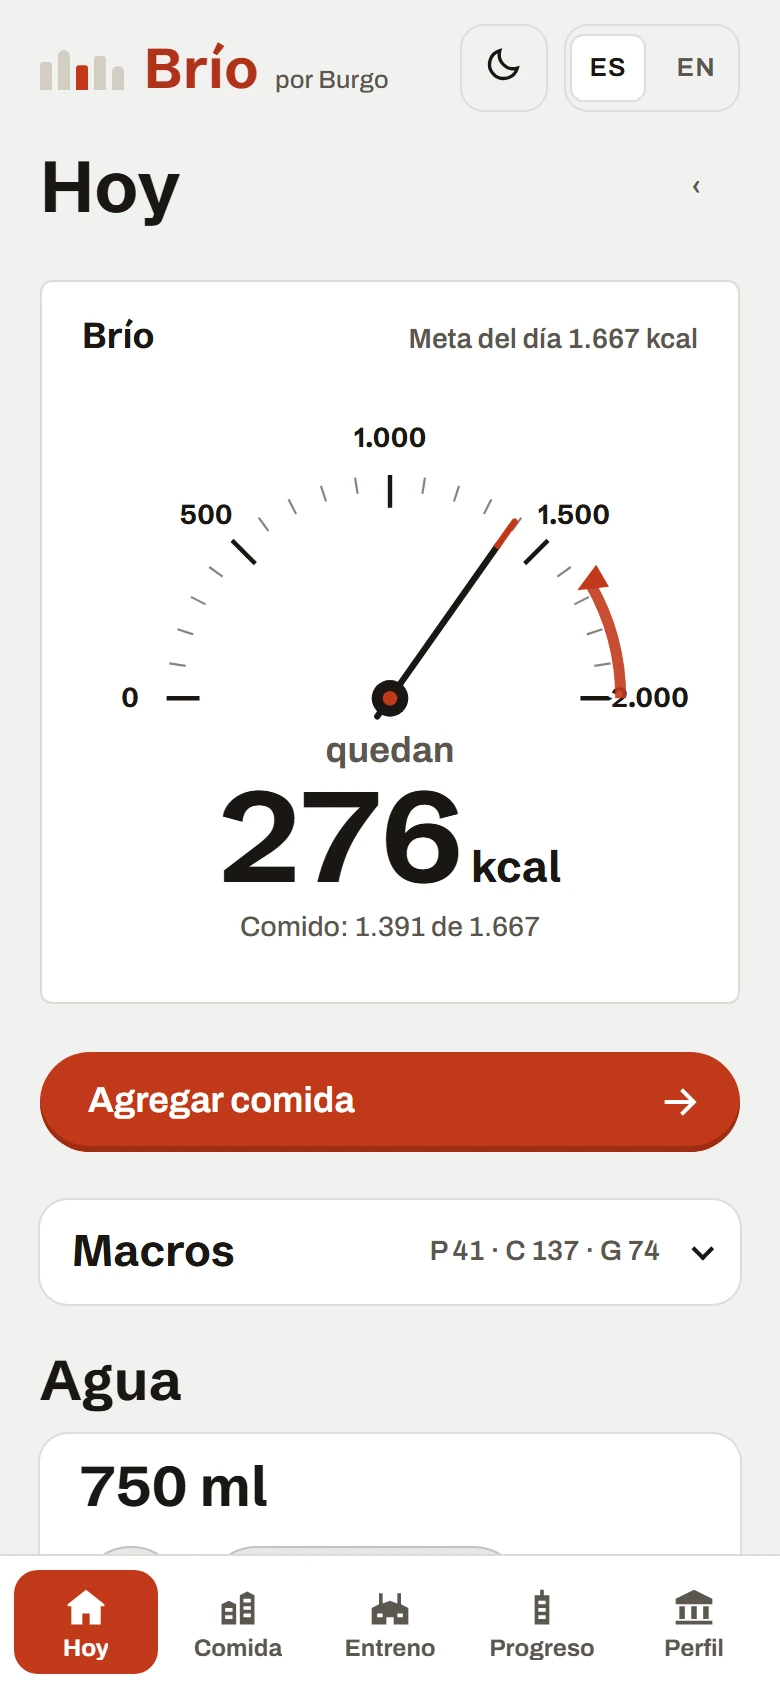 Brío por Burgo
ES EN
Hoy
‹
Brío
Meta del día 1.667 kcal
1.000
500
1.500
0
2.000
quedan
276 kcal
Comido: 1.391 de 1.667
Agregar comida →
Macros
P 41 · C 137 · G 74
Agua
750 ml
Hoy
Comida
Entreno
Progreso
Perfil